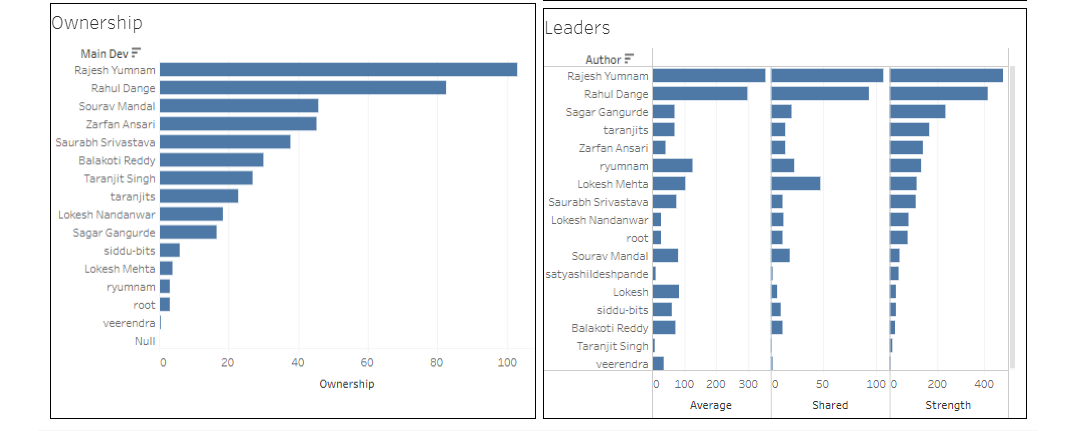 Ownership
Main Dev
Rajesh Yumnam
Rahul Dange
Sourav Mandal
Zarfan Ansari
Saurabh Srivastava
Balakoti Reddy
Taranjit Singh
taranjits
Lokesh Nandanwar
Sagar Gangurde
siddu-bits
Lokesh Mehta
ryumnam
root
veerendra
Null
0 20 40 60 80 100
Ownership
Leaders
Author
Rajesh Yumnam
Rahul Dange
Sagar Gangurde
taranjits
Zarfan Ansari
ryumnam
Lokesh Mehta
Saurabh Srivastava
Lokesh Nandanwar
root
Sourav Mandal
satyashildeshpande
Lokesh
siddu-bits
Balakoti Reddy
Taranjit Singh
veerendra
0 100 200 300 0 50 100 0 200 400
Average Shared Strength